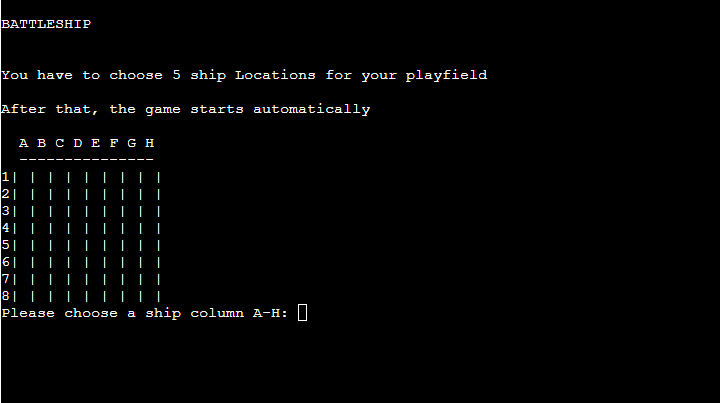 BATTLESHIP
You have to choose 5 ship Locations for your playfield
After that, the game starts automatically
A B C D E F G H
---------------
1| | | | | | | | |
2| | | | | | | | |
3| | | | | | | | |
4| | | | | | | | |
5| | | | | | | | |
6| | | | | | | | |
7| | | | | | | | |
8| | | | | | | | |
Please choose a ship column A-H: